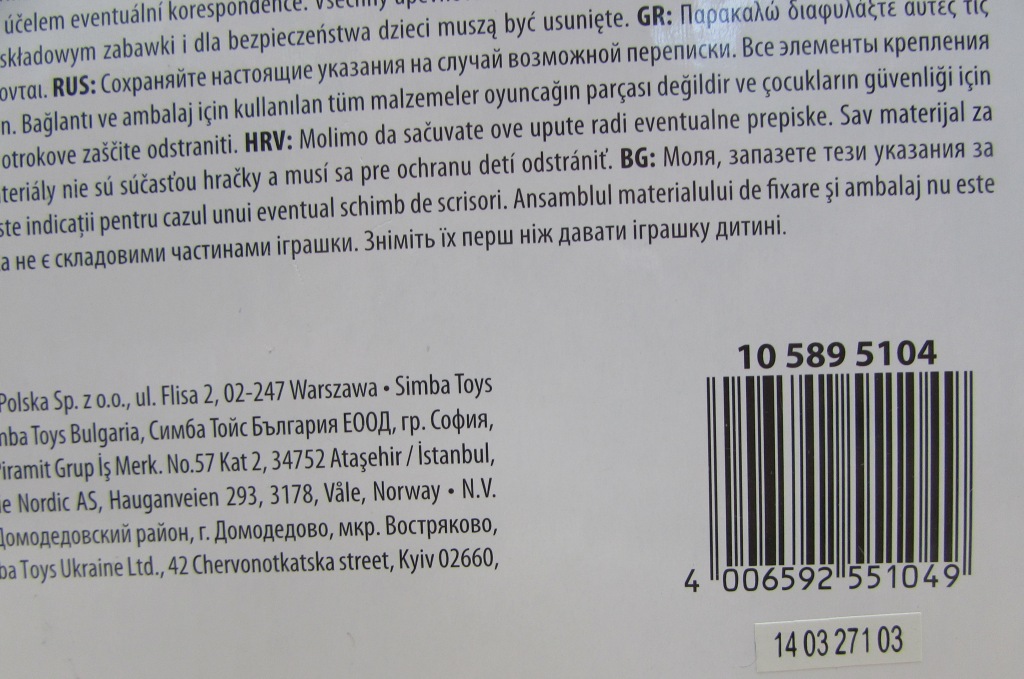 účelem eventuální korespondence. Všechny
składowym zabawki i dla bezpieczeństwa dzieci muszą być usunięte. GR: Παρακαλώ διαφυλάξτε αυτές τις
ονται. RUS: Сохраняйте настоящие указания на случай возможной переписки. Все элементы крепления
n. Bağlantı ve ambalaj için kullanılan tüm malzemeler oyuncağın parçası değildir ve çocukların güvenliği için
otrokove zaščite odstraniti. HRV: Molimo da sačuvate ove upute radi eventualne prepiske. Sav materijal za
teriály nie sú súčasťou hračky a musí sa pre ochranu detí odstrániť. BG: Моля, запазете тези указания за
ste indicații pentru cazul unui eventual schimb de scrisori. Ansamblul materialului de fixare și ambalaj nu este
а не є складовими частинами іграшки. Зніміть їх перш ніж давати іграшку дитині.
Polska Sp. z o.o., ul. Flisa 2, 02-247 Warszawa • Simba Toys
mba Toys Bulgaria, Симба Тойс България ЕООД, гр. София,
Piramit Grup İş Merk. No.57 Kat 2, 34752 Ataşehir / İstanbul,
ie Nordic AS, Hauganveien 293, 3178, Våle, Norway • N.V.
Домодедовский район, г. Домодедово, мкр. Востряково,
ba Toys Ukraine Ltd., 42 Chervonotkatska street, Kyiv 02660,
10 589 5104
4 006592 551049
14 03 271 03